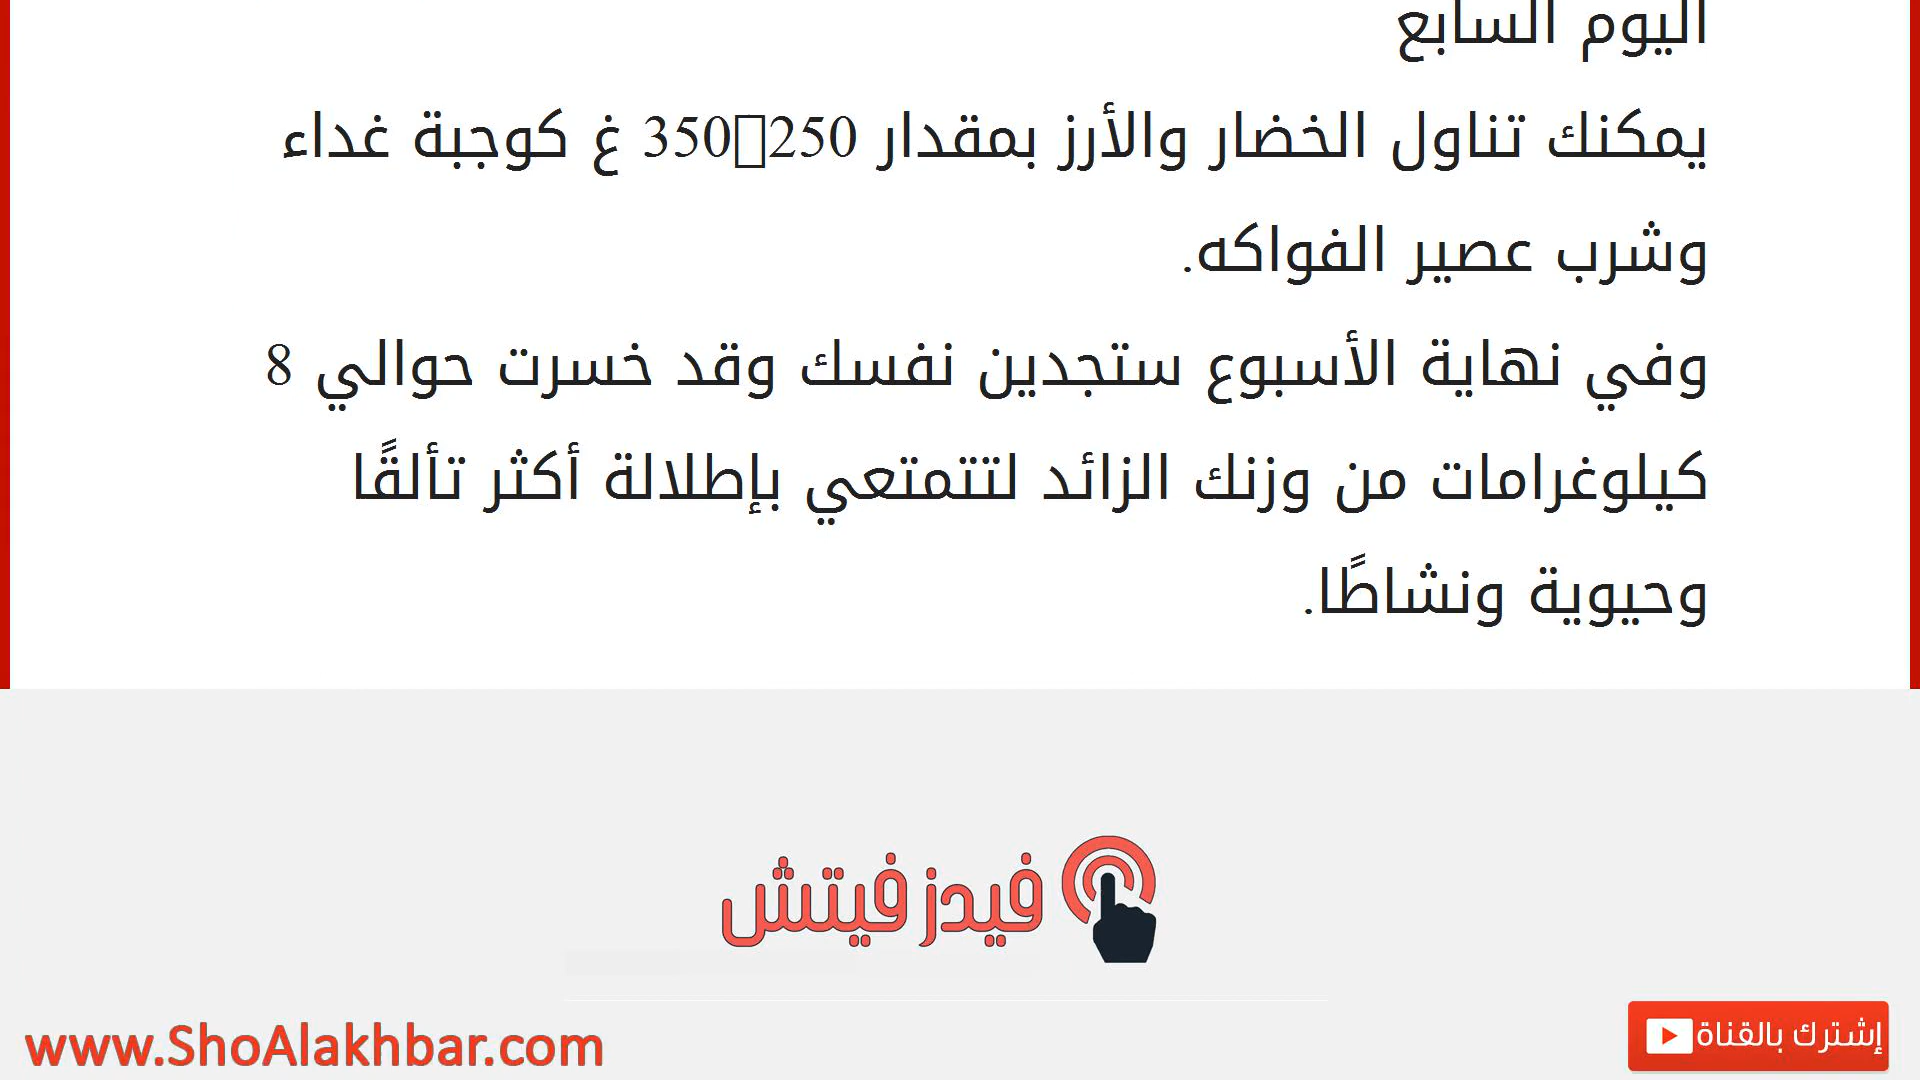 اليوم السابع
يمكنك تناول الخضار والأرز بمقدار 250▯350 غ كوجبة غداء
وشرب عصير الفواكه.
وفي نهاية الأسبوع ستجدين نفسك وقد خسرت حوالي 8
كيلوغرامات من وزنك الزائد لتتمتعي بإطلالة أكثر تألقًا
وحيوية ونشاطًا.
فيدز فيتش
www.ShoAlakhbar.com
إشترك بالقناة